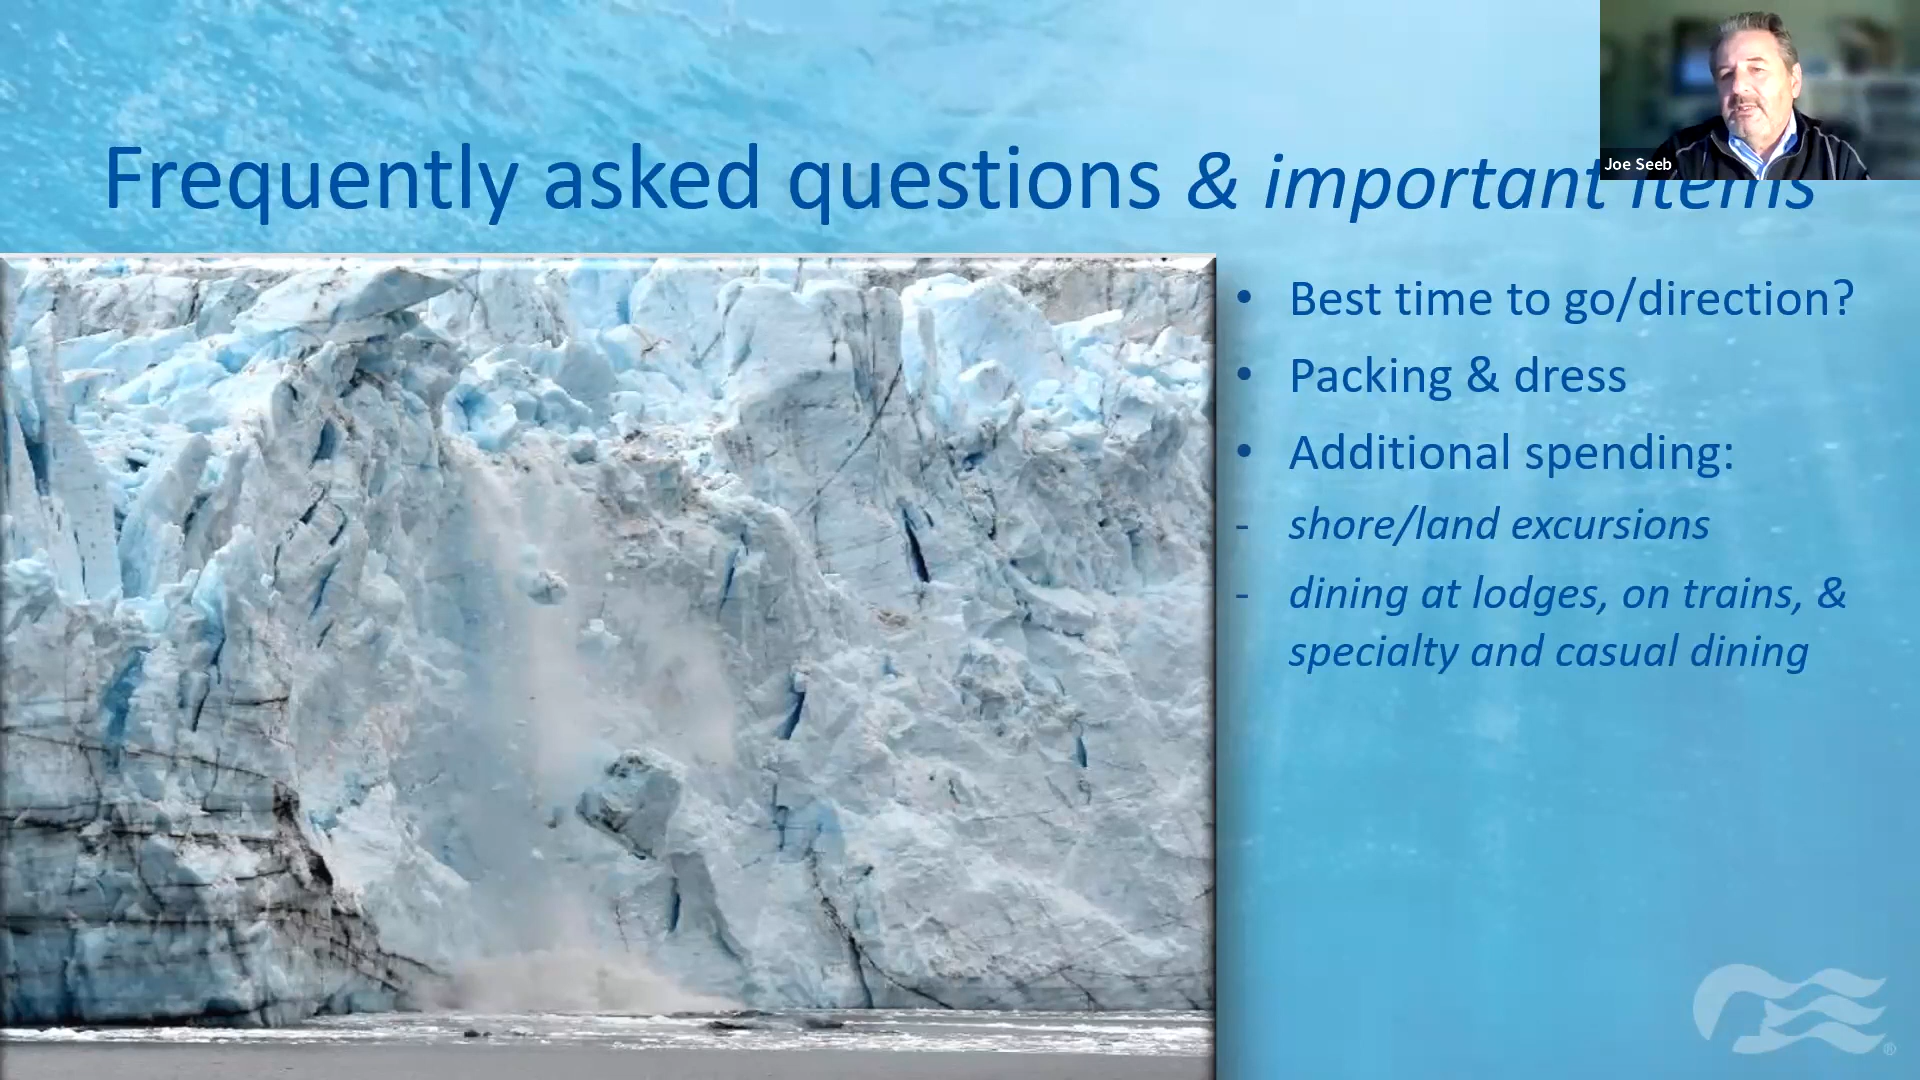 Joe Seeb
Frequently asked questions & important items
• Best time to go/direction?
• Packing & dress
• Additional spending:
- shore/land excursions
- dining at lodges, on trains, &
specialty and casual dining
®